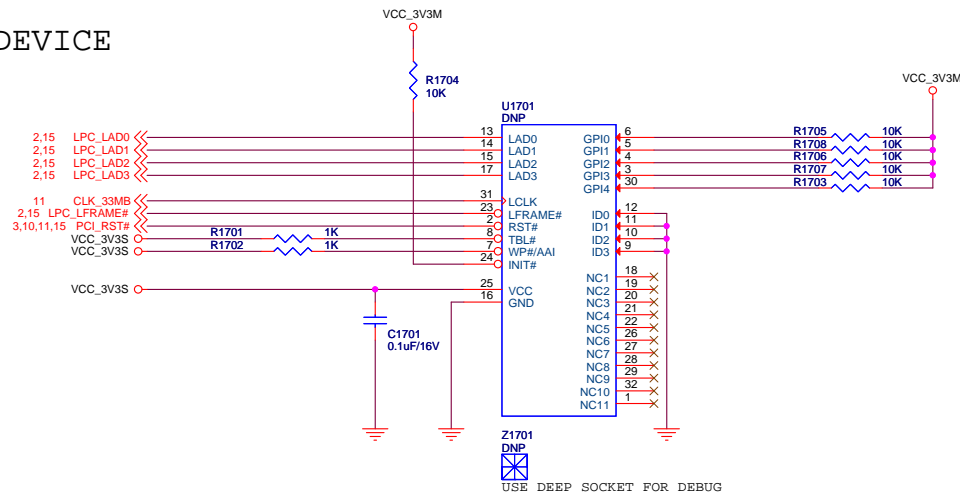 VCC_3V3M
DEVICE
R1704
10K
VCC_3V3M
U1701
DNP
2,15 LPC_LAD0 13 LAD0 GPI0 6 R1705 10K
2,15 LPC_LAD1 14 LAD1 GPI1 5 R1708 10K
2,15 LPC_LAD2 15 LAD2 GPI2 4 R1706 10K
2,15 LPC_LAD3 17 LAD3 GPI3 3 R1707 10K
GPI4 30 R1703 10K
11 CLK_33MB 31 LCLK
2,15 LPC_LFRAME# 23 LFRAME# ID0 12
3,10,11,15 PCI_RST# 2 RST# ID1 11
VCC_3V3S R1701 1K 8 TBL# ID2 10
VCC_3V3S R1702 1K 7 WP#/AAI ID3 9
24 INIT#
NC1 18
VCC_3V3S 25 VCC NC2 19
16 GND NC3 20
NC4 21
NC5 22
NC6 26
NC7 27
NC8 28
NC9 29
NC10 32
NC11 1
C1701
0.1uF/16V
Z1701
DNP
USE DEEP SOCKET FOR DEBUG